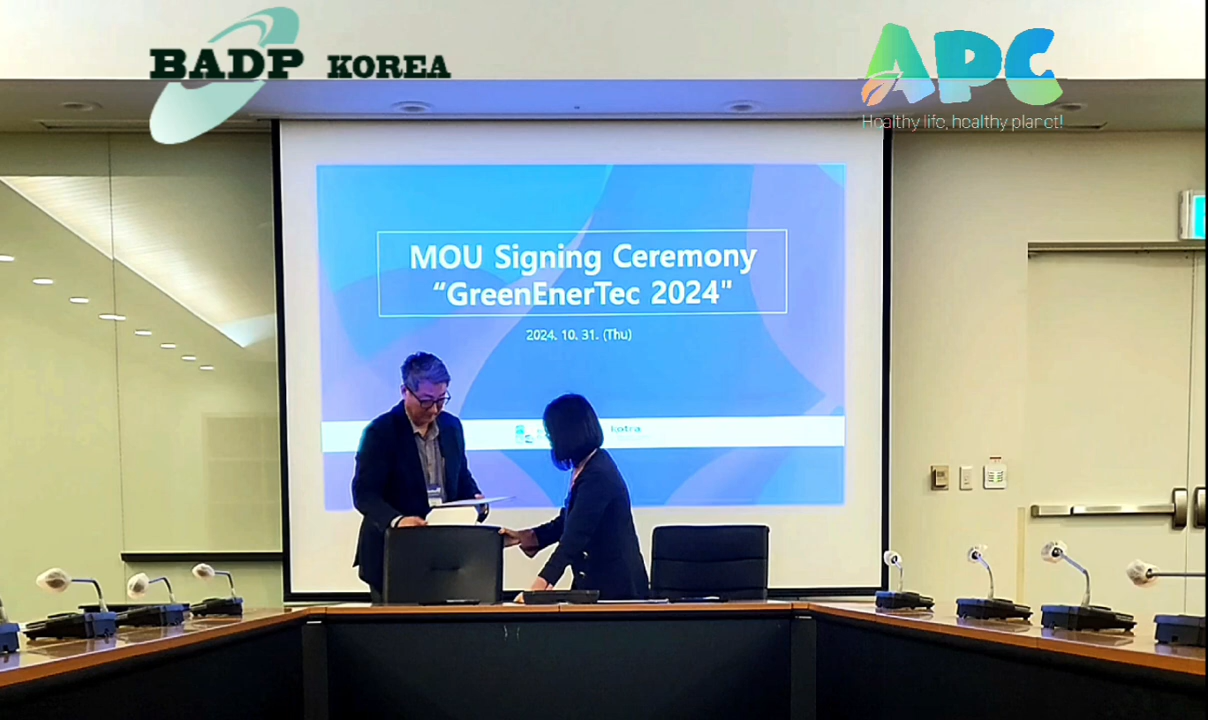 BADP KOREA
APC
Healthy life, healthy planet!
MOU Signing Ceremony
“GreenEnerTec 2024"
2024. 10. 31. (Thu)
kotra